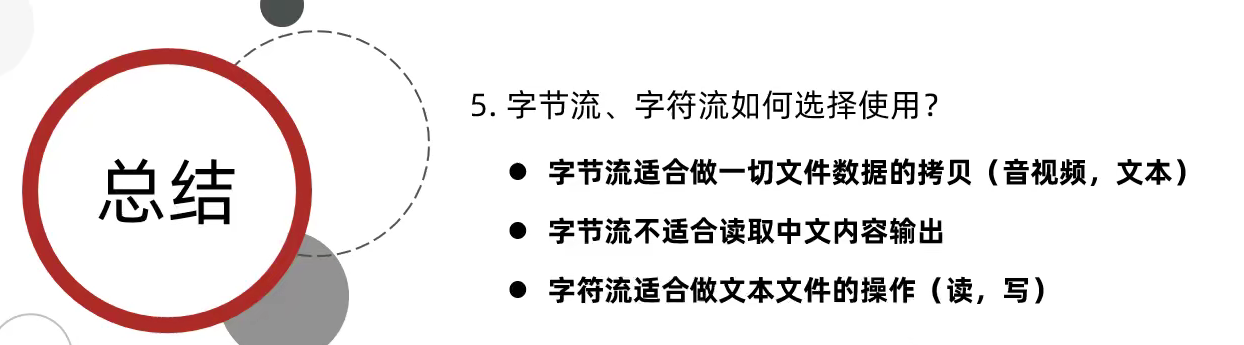 总结
5. 字节流、字符流如何选择使用？
● 字节流适合做一切文件数据的拷贝（音视频，文本）
● 字节流不适合读取中文内容输出
● 字符流适合做文本文件的操作（读，写）